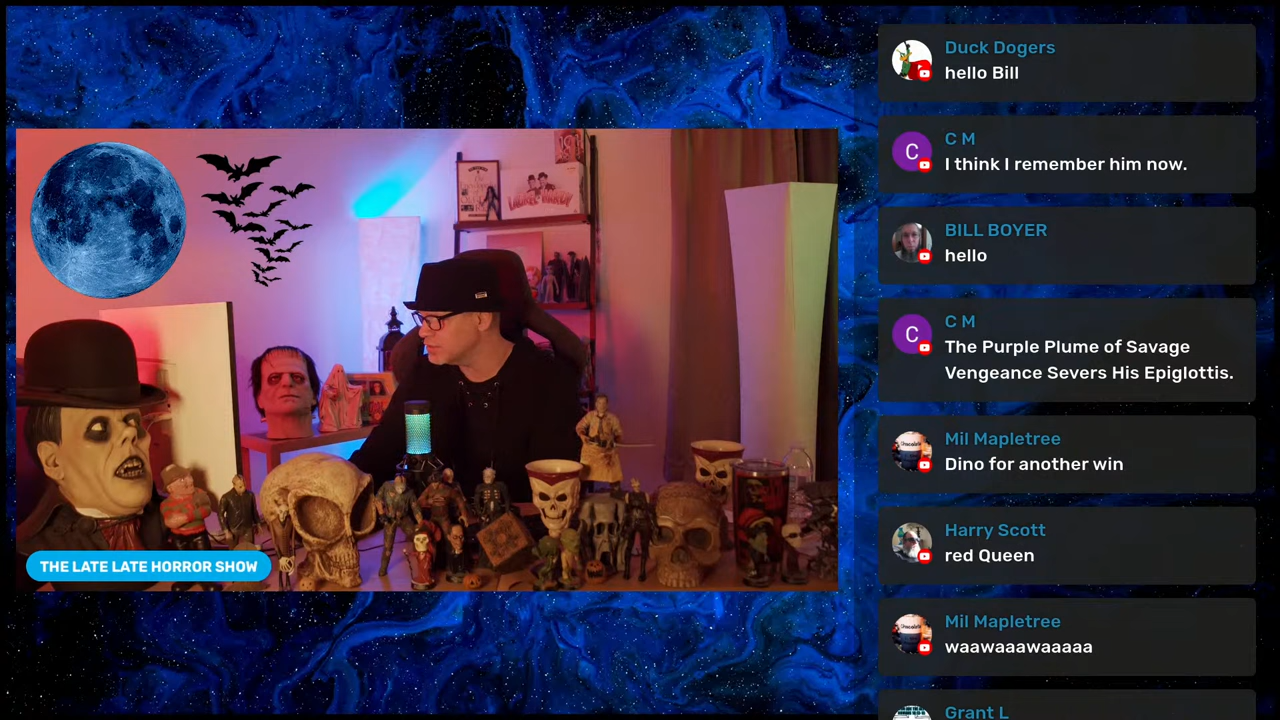 LAUREL HARDY
THE LATE LATE HORROR SHOW
Duck Dogers
hello Bill
C
C M
I think I remember him now.
BILL BOYER
hello
C
C M
The Purple Plume of Savage
Vengeance Severs His Epiglottis.
Mil Mapletree
Dino for another win
Harry Scott
red Queen
Mil Mapletree
waawaaawaaaaa
Grant L